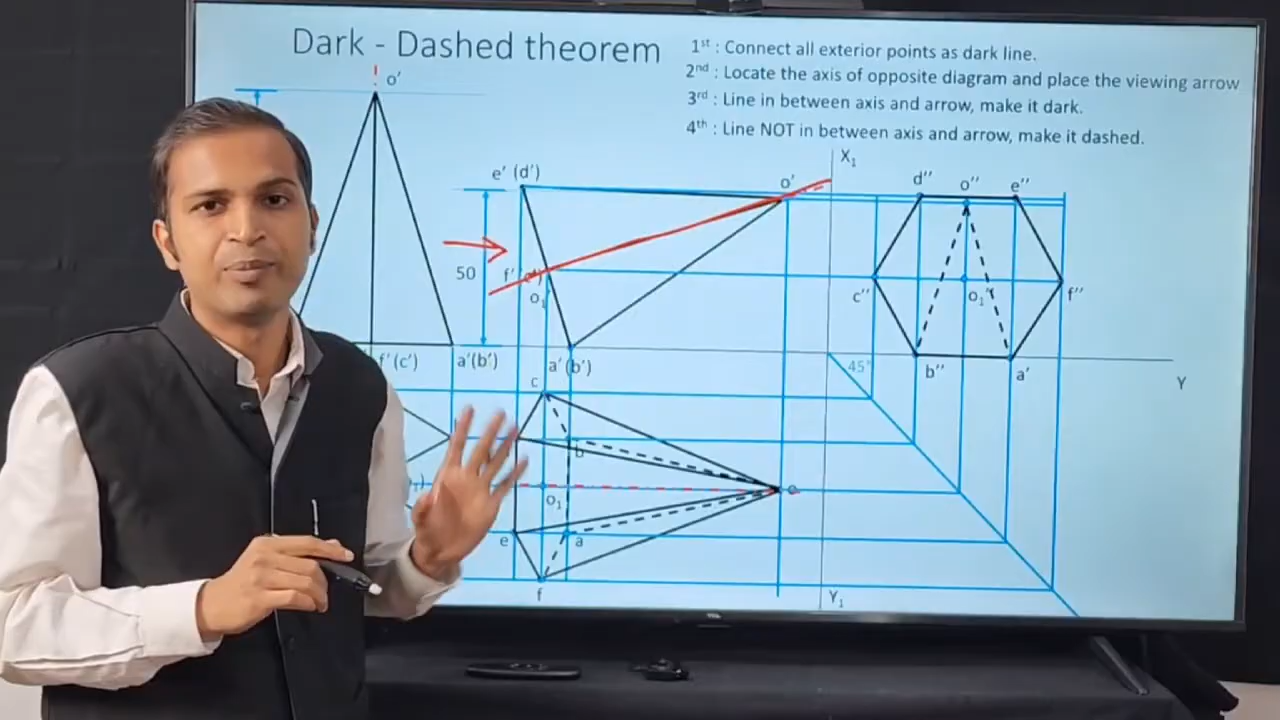 Dark - Dashed theorem
1st : Connect all exterior points as dark line.
2nd : Locate the axis of opposite diagram and place the viewing arrow
3rd : Line in between axis and arrow, make it dark.
4th : Line NOT in between axis and arrow, make it dashed.
o'
X1
e' (d')
o'
d''
o''
e''
50
f'
o1
c''
o1''
f''
f'(c')
a'(b')
a'(b')
45°
b''
a'
Y
c
b
o1
o
e
a
f
Y1